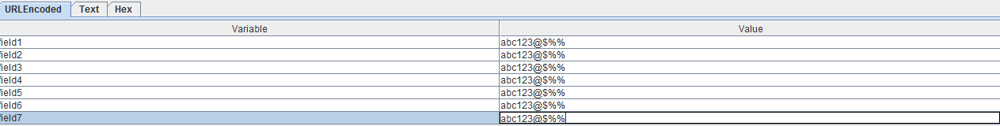 URLEncoded Text Hex
Variable Value
field1 abc123@$%%
field2 abc123@$%%
field3 abc123@$%%
field4 abc123@$%%
field5 abc123@$%%
field6 abc123@$%%
field7 abc123@$%%